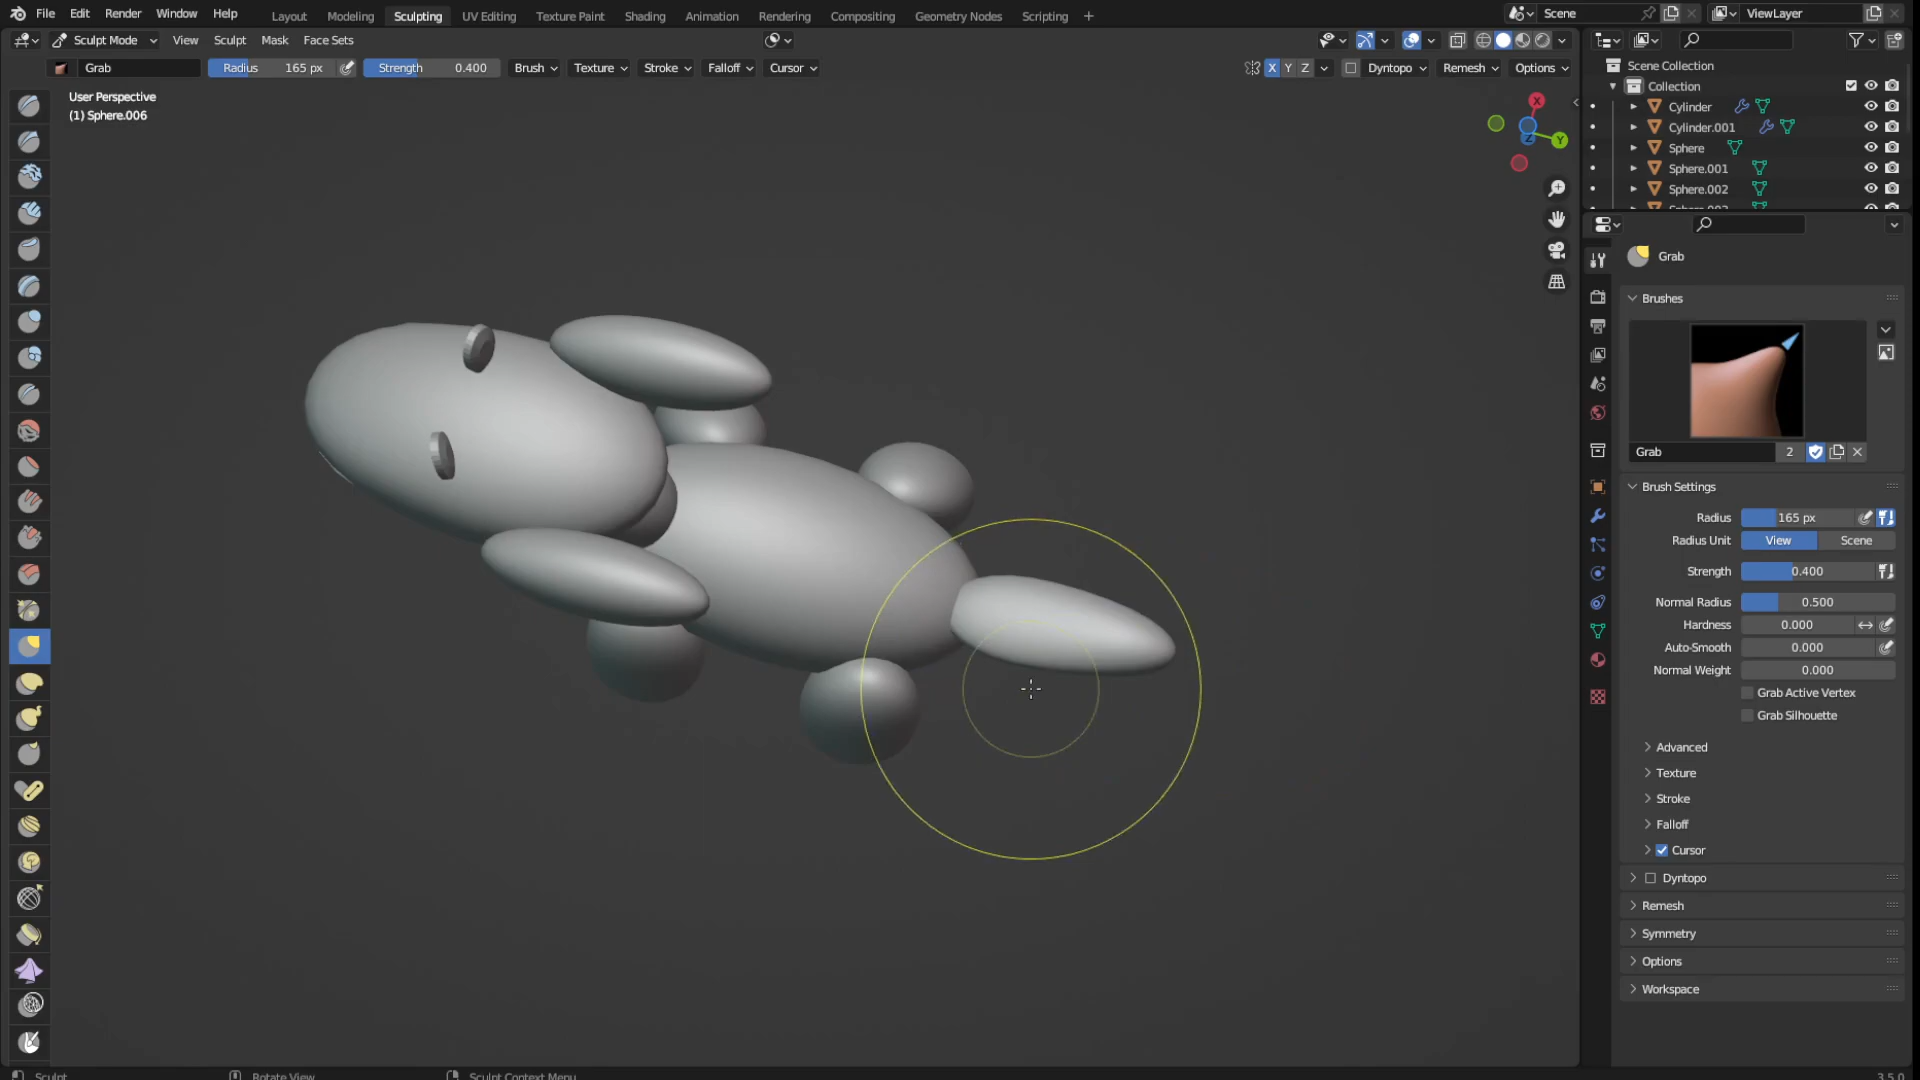 File Edit Render Window Help Layout Modeling Sculpting UV Editing Texture Paint Shading Animation Rendering Compositing Geometry Nodes Scripting + Scene ViewLayer
Sculpt Mode View Sculpt Mask Face Sets
Grab Radius 165 px Strength 0.400 Brush Texture Stroke Falloff Cursor X Y Z Dyntopo Remesh Options
User Perspective
(1) Sphere.006
X
Y
Z
Scene Collection
Collection
Cylinder
Cylinder.001
Sphere
Sphere.001
Sphere.002
Grab
Brushes
Grab 2
Brush Settings
Radius 165 px
Radius Unit View Scene
Strength 0.400
Normal Radius 0.500
Hardness 0.000
Auto-Smooth 0.000
Normal Weight 0.000
Grab Active Vertex
Grab Silhouette
Advanced
Texture
Stroke
Falloff
Cursor
Dyntopo
Remesh
Symmetry
Options
Workspace
Sculpt Rotate View Sculpt Context Menu 3.5.0